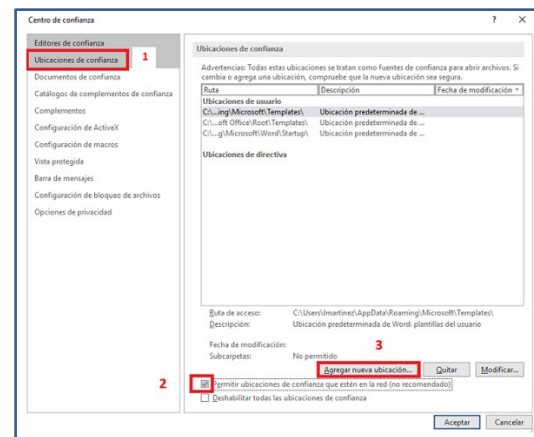 Centro de confianza
? ×
Editores de confianza
Ubicaciones de confianza
1
Documentos de confianza
Catálogos de complementos de confianza
Complementos
Configuración de ActiveX
Configuración de macros
Vista protegida
Barra de mensajes
Configuración de bloqueo de archivos
Opciones de privacidad
Ubicaciones de confianza
Advertencias: Todas estas ubicaciones se tratan como fuentes de confianza para abrir archivos. Si
cambia o agrega una ubicación, compruebe que la nueva ubicación sea segura.
Ruta Descripción Fecha de modificación
Ubicaciones de usuario
C:\...ing\Microsoft\Templates\ Ubicación predeterminada de ...
C:\...oft Office\Root\Templates\ Ubicación predeterminada de ...
C:\...g\Microsoft\Word\Startup\ Ubicación predeterminada de ...
Ubicaciones de directiva
Ruta de acceso: C:\Users\lmartinez\AppData\Roaming\Microsoft\Templates\
Descripción: Ubicación predeterminada de Word: plantillas del usuario
Fecha de modificación:
3
Subcarpetas: No permitido
Agregar nueva ubicación... Quitar Modificar...
2
Permitir ubicaciones de confianza que estén en la red (no recomendado)
Deshabilitar todas las ubicaciones de confianza
Aceptar Cancelar